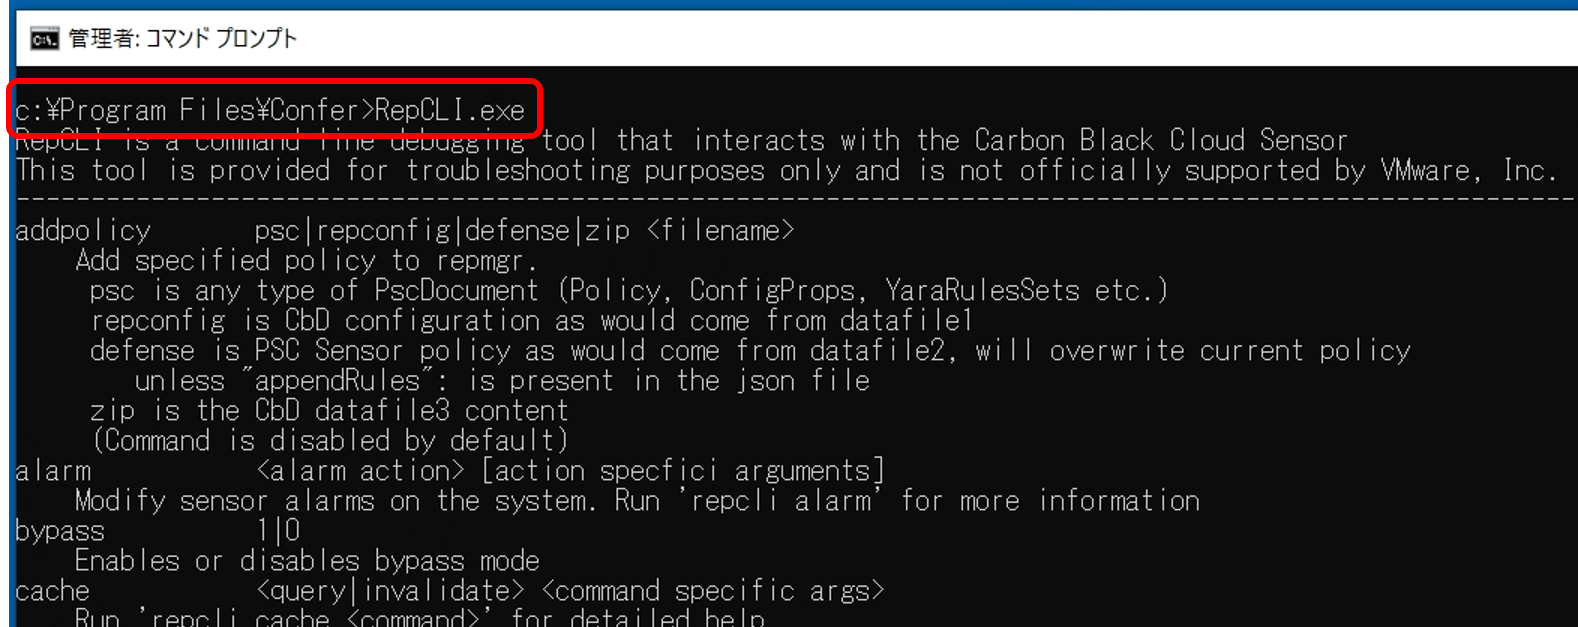 管理者: コマンド プロンプト
c:¥Program Files¥Confer>RepCLI.exe
RepCLI is a command line debugging tool that interacts with the Carbon Black Cloud Sensor
This tool is provided for troubleshooting purposes only and is not officially supported by VMware, Inc.
--------------------------------------------------------------------------------------------------------
addpolicy       psc|repconfig|defense|zip <filename>
    Add specified policy to repmgr.
     psc is any type of PscDocument (Policy, ConfigProps, YaraRulesSets etc.)
     repconfig is CbD configuration as would come from datafile1
     defense is PSC Sensor policy as would come from datafile2, will overwrite current policy
        unless "appendRules": is present in the json file
     zip is the CbD datafile3 content
     (Command is disabled by default)
alarm           <alarm action> [action specfici arguments]
    Modify sensor alarms on the system. Run 'repcli alarm' for more information
bypass          1|0
    Enables or disables bypass mode
cache           <query|invalidate> <command specific args>
    Run 'repcli cache <command>' for detailed help